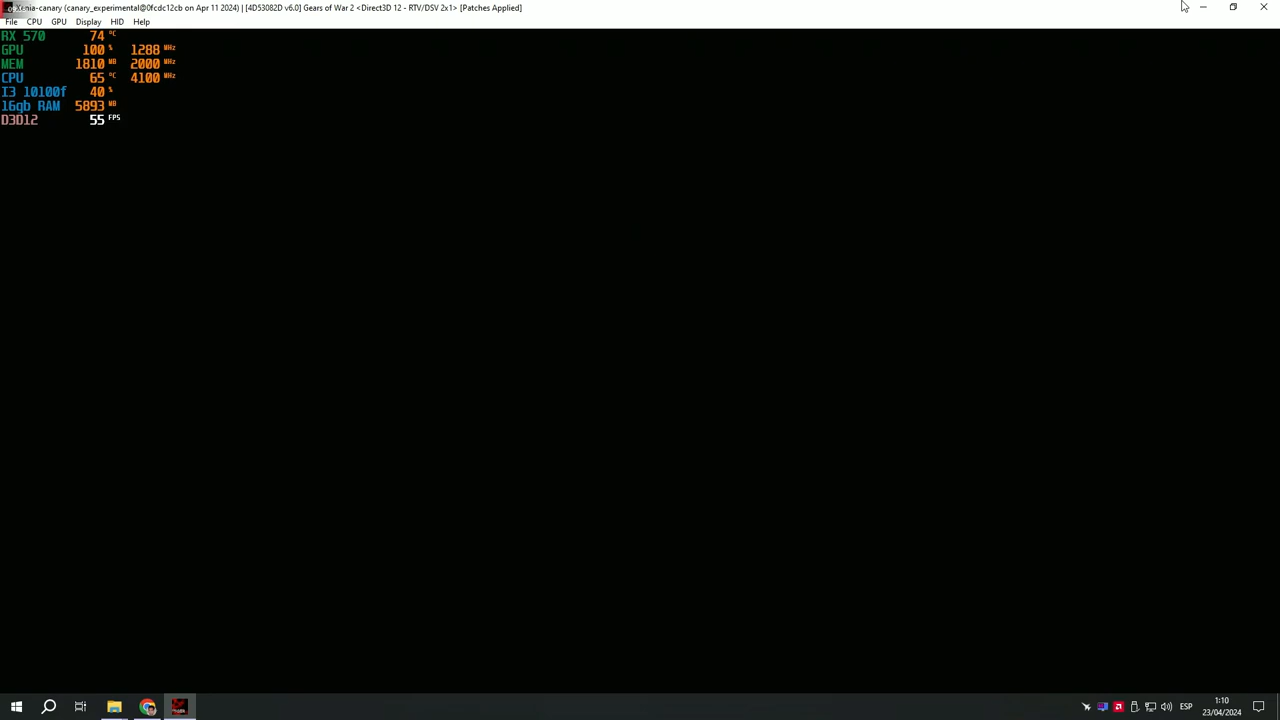 xenia-canary (canary_experimental@0fcdc12cb on Apr 11 2024) | [4D53082D v6.0] Gears of War 2 <Direct3D 12 - RTV/DSV 2x1> [Patches Applied]
File CPU GPU Display HID Help
RX 570 74 °C
GPU 100 % 1288 MHz
MEM 1810 MB 2000 MHz
CPU 65 °C 4100 MHz
I3 10100f 40 %
16gb RAM 5893 MB
D3D12 55 FPS
ESP
1:10
23/04/2024